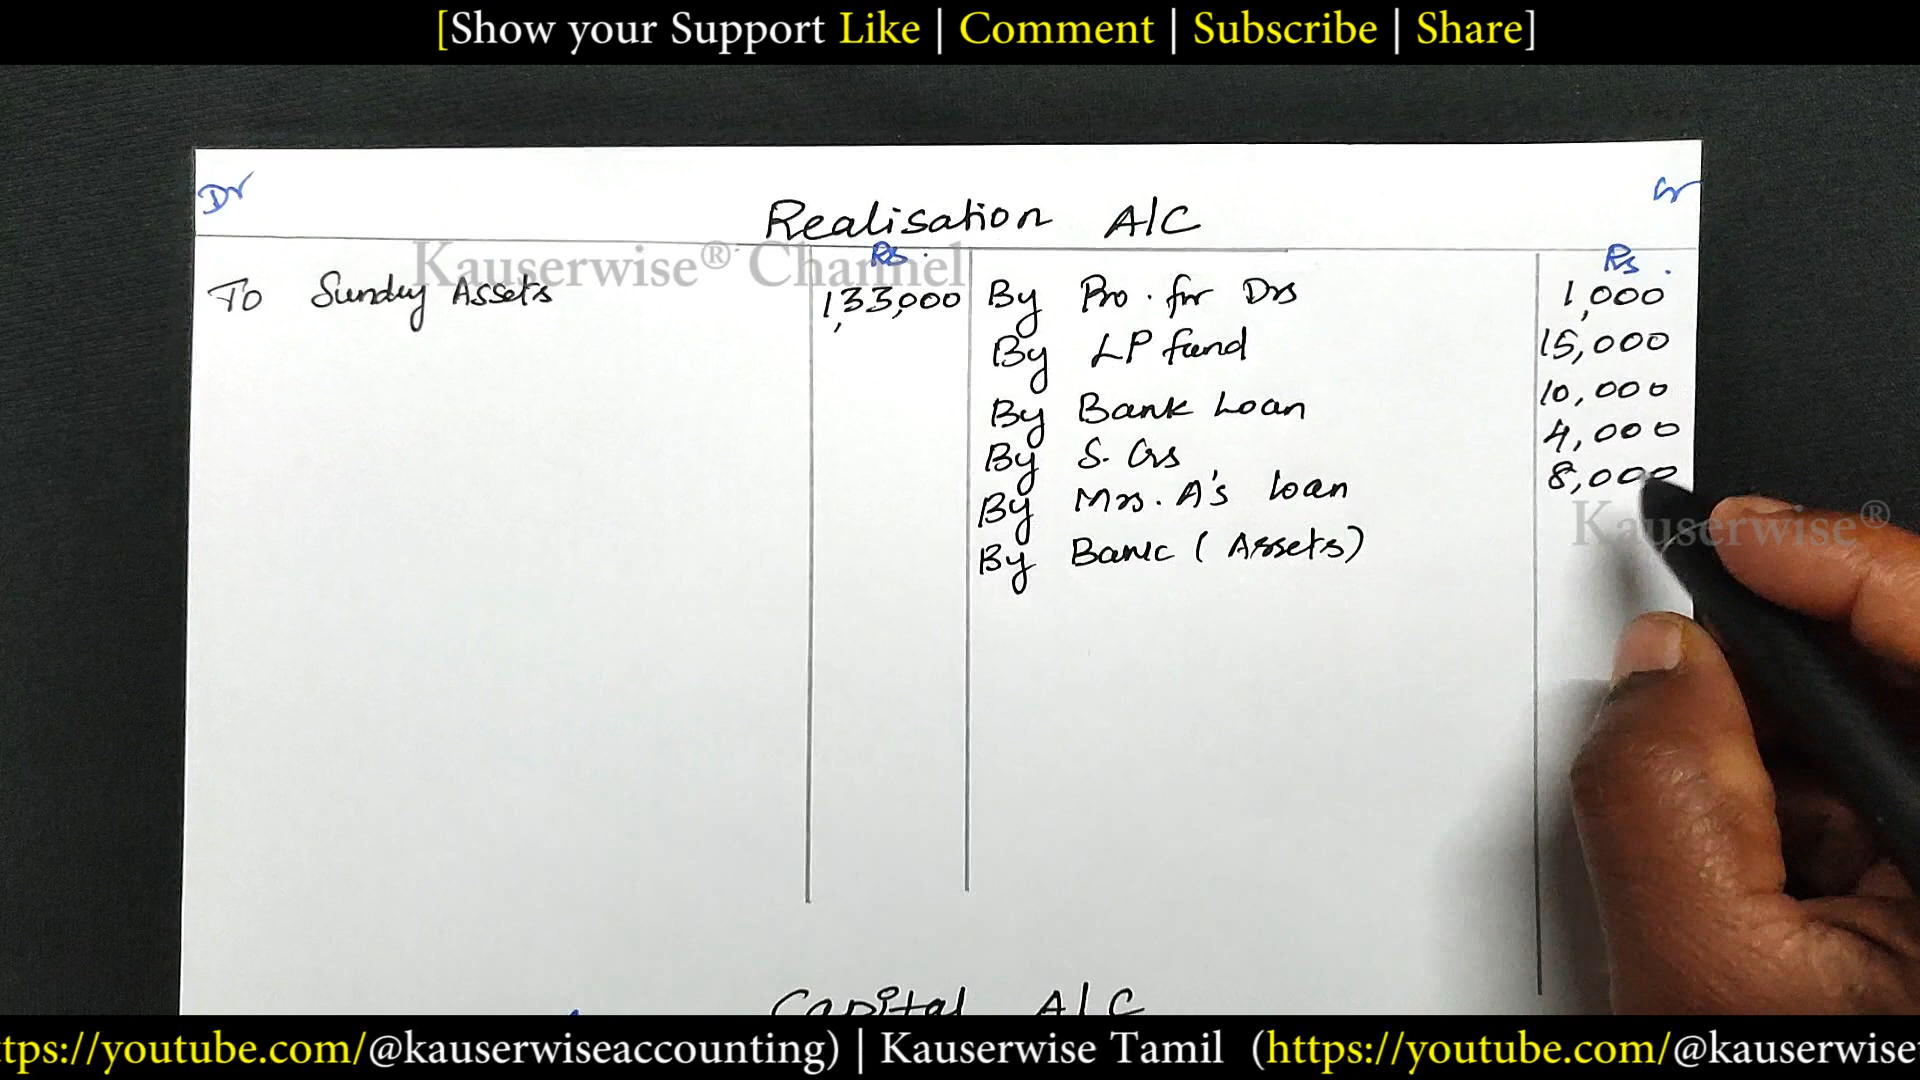 [Show your Support Like | Comment | Subscribe | Share]
Dr
Cr
Realisation A/C
Kauserwise® Channel
Rs.
Rs.
To Sundry Assets 1,33,000 By Pro. for Drs 1,000
By LP fund 15,000
By Bank Loan 10,000
By S. Crs 4,000
By Mrs. A's loan 8,000
Kauserwise®
By Bank (Assets)
Capital A/C
ttps://youtube.com/@kauserwiseaccounting) | Kauserwise Tamil (https://youtube.com/@kauserwise